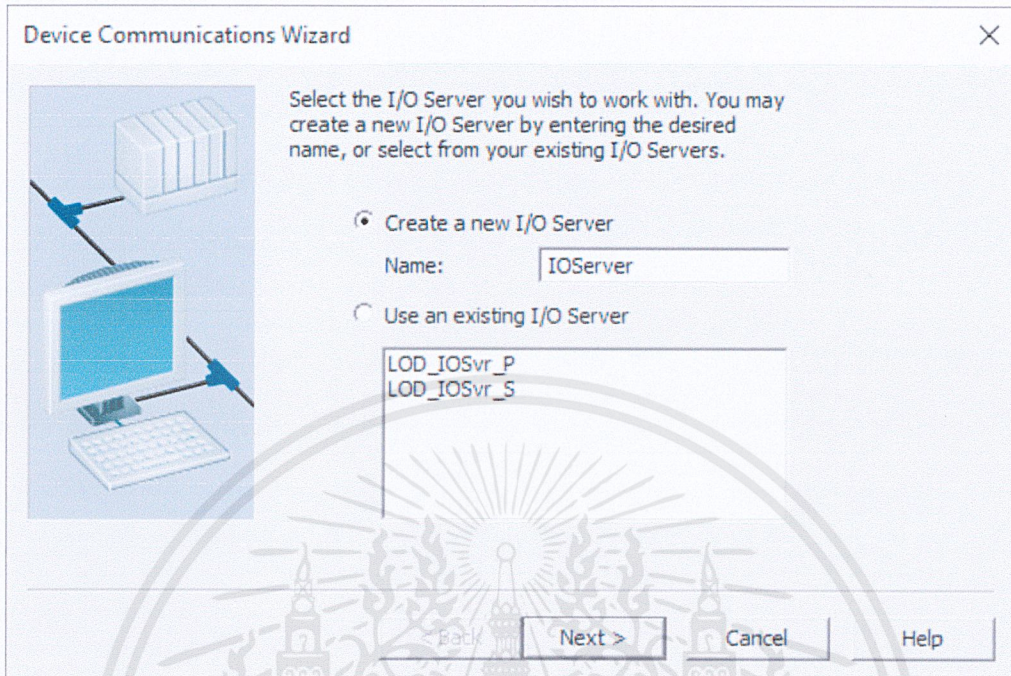 Device Communications Wizard
Select the I/O Server you wish to work with. You may
create a new I/O Server by entering the desired
name, or select from your existing I/O Servers.
Create a new I/O Server
Name: IOServer
Use an existing I/O Server
LOD_IOSvr_P
LOD_IOSvr_S
< Back Next > Cancel Help